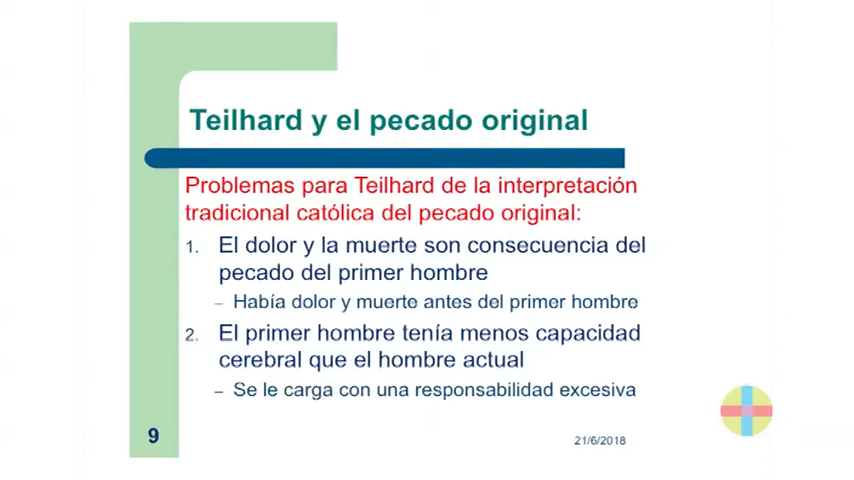 Teilhard y el pecado original
Problemas para Teilhard de la interpretación
tradicional católica del pecado original:
1. El dolor y la muerte son consecuencia del
pecado del primer hombre
– Había dolor y muerte antes del primer hombre
2. El primer hombre tenía menos capacidad
cerebral que el hombre actual
– Se le carga con una responsabilidad excesiva
9
21/6/2018